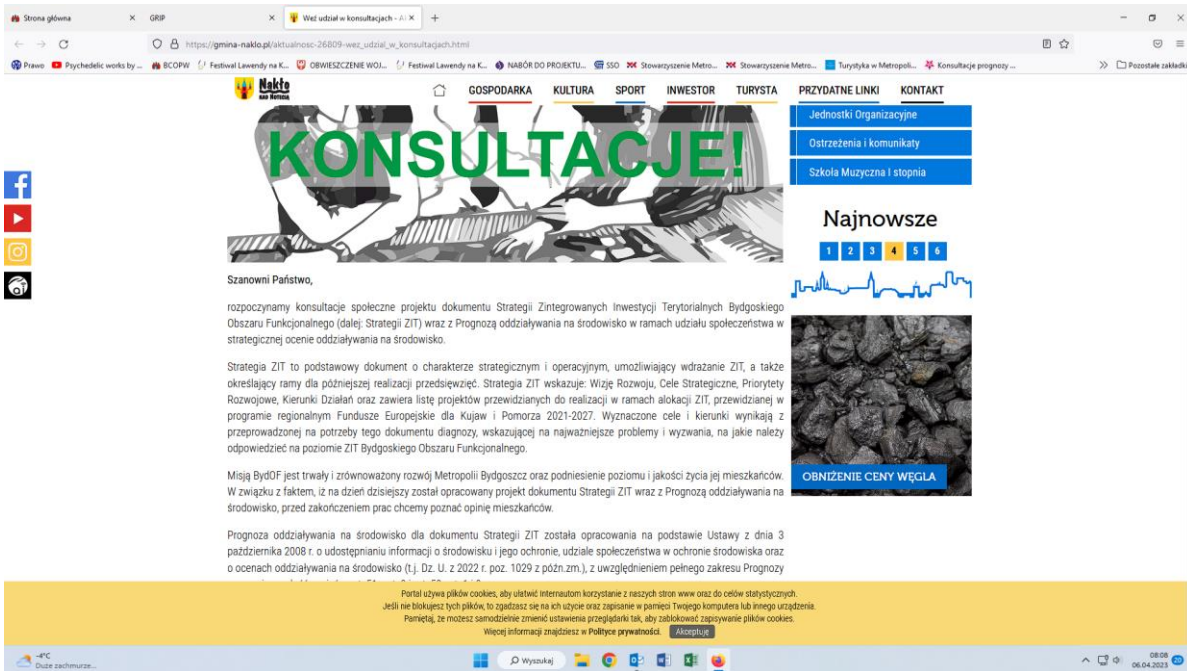 Strona główna
GRIP
Weź udział w konsultacjach - Ak
https://gmina-naklo.pl/aktualnosc-26809-wez_udzial_w_konsultacjach.html
Prawo Psychedelic works by ... BCOPW Festiwal Lawendy na K... OBWIESZCZENIE WOJ... Festiwal Lawendy na K... NABÓR DO PROJEKTU... SSO Stowarzyszenie Metro... Stowarzyszenie Metro... Turystyka w Metropoli... Konsultacje prognozy ... Pozostałe zakładki
Nakło
NAD NOTECIĄ
GOSPODARKA KULTURA SPORT INWESTOR TURYSTA PRZYDATNE LINKI KONTAKT
KONSULTACJE!
Jednostki Organizacyjne
Ostrzeżenia i komunikaty
Szkoła Muzyczna I stopnia
Najnowsze
1 2 3 4 5 6
OBNIŻENIE CENY WĘGLA
Szanowni Państwo,
rozpoczynamy konsultacje społeczne projektu dokumentu Strategii Zintegrowanych Inwestycji Terytorialnych Bydgoskiego
Obszaru Funkcjonalnego (dalej: Strategii ZIT) wraz z Prognozą oddziaływania na środowisko w ramach udziału społeczeństwa w
strategicznej ocenie oddziaływania na środowisko.
Strategia ZIT to podstawowy dokument o charakterze strategicznym i operacyjnym, umożliwiający wdrażanie ZIT, a także
określający ramy dla późniejszej realizacji przedsięwzięć. Strategia ZIT wskazuje: Wizję Rozwoju, Cele Strategiczne, Priorytety
Rozwojowe, Kierunki Działań oraz zawiera listę projektów przewidzianych do realizacji w ramach alokacji ZIT, przewidzianej w
programie regionalnym Fundusze Europejskie dla Kujaw i Pomorza 2021-2027. Wyznaczone cele i kierunki wynikają z
przeprowadzonej na potrzeby tego dokumentu diagnozy, wskazującej na najważniejsze problemy i wyzwania, na jakie należy
odpowiedzieć na poziomie ZIT Bydgoskiego Obszaru Funkcjonalnego.
Misją BydOF jest trwały i zrównoważony rozwój Metropolii Bydgoszcz oraz podniesienie poziomu i jakości życia jej mieszkańców.
W związku z faktem, iż na dzień dzisiejszy został opracowany projekt dokumentu Strategii ZIT wraz z Prognozą oddziaływania na
środowisko, przed zakończeniem prac chcemy poznać opinię mieszkańców.
Prognoza oddziaływania na środowisko dla dokumentu Strategii ZIT została opracowania na podstawie Ustawy z dnia 3
października 2008 r. o udostępnianiu informacji o środowisku i jego ochronie, udziale społeczeństwa w ochronie środowiska oraz
o ocenach oddziaływania na środowisko (t.j. Dz. U. z 2022 r. poz. 1029 z późn.zm.), z uwzględnieniem pełnego zakresu Prognozy
Portal używa plików cookies, aby ułatwić Internautom korzystanie z naszych stron www oraz do celów statystycznych.
Jeśli nie blokujesz tych plików, to zgadzasz się na ich użycie oraz zapisanie w pamięci Twojego komputera lub innego urządzenia.
Pamiętaj, że możesz samodzielnie zmienić ustawienia przeglądarki tak, aby zablokować zapisywanie plików cookies.
Więcej informacji znajdziesz w Polityce prywatności. Akceptuję
-4°C
Duże zachmurze...
Wyszukaj
08:08
06.04.2023